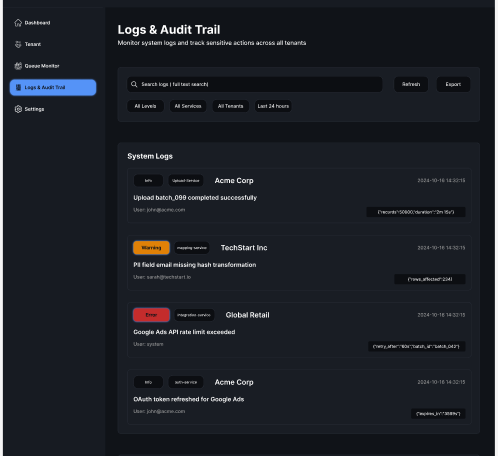 Dashboard
Tenant
Queue Monitor
Logs & Audit Trail
Settings
Logs & Audit Trail
Monitor system logs and track sensitive actions across all tenants
Search logs ( full text search)
Refresh
Export
All Levels
All Services
All Tenants
Last 24 hours
System Logs
Info
Upload-Service
Acme Corp
2024-10-16 14:32:15
Upload batch_099 completed successfully
User: john@acme.com
{"records":50800,"duration":"2m 15s"}
Warning
mapping-service
TechStart Inc
2024-10-16 14:32:15
PII field email missing hash transformation
User: sarah@techstart.io
{"rows_affected":234}
Error
integration-service
Global Retail
2024-10-16 14:32:15
Google Ads API rate limit exceeded
User: system
{"retry_after":"60s","batch_id":"batch_042"}
Info
auth-service
Acme Corp
2024-10-16 14:32:15
OAuth token refreshed for Google Ads
User: john@acme.com
{"expires_in":"3599s"}